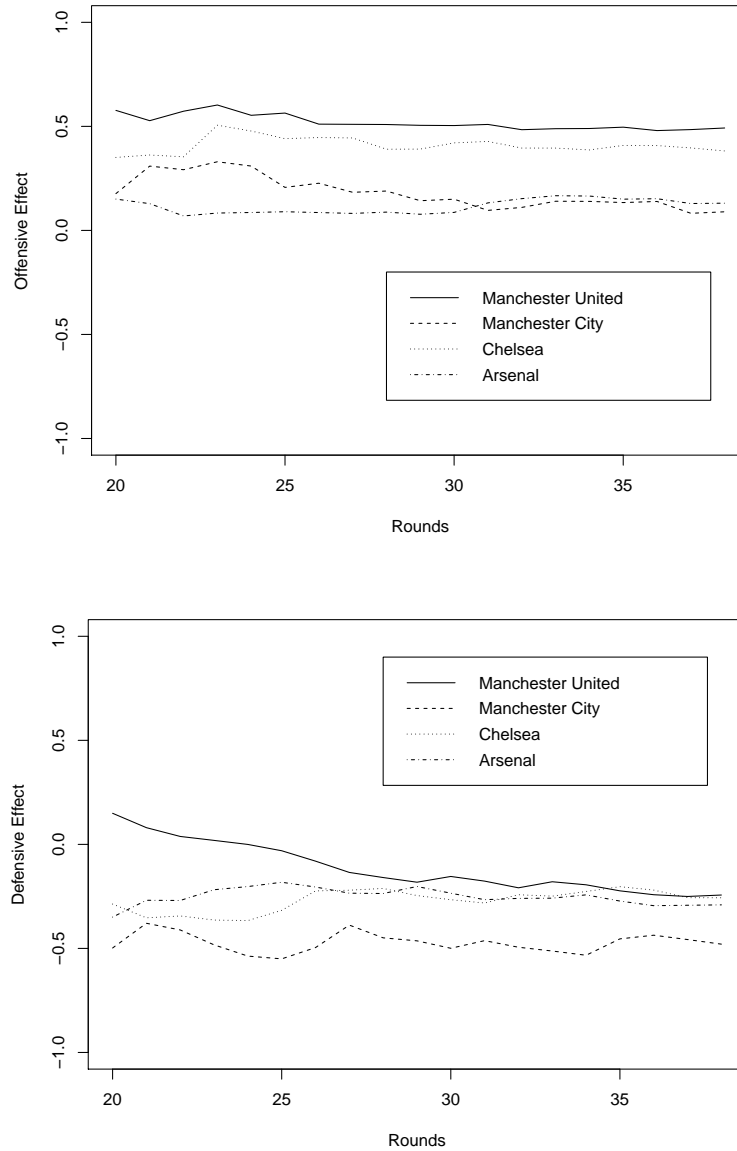 1.0
0.5
0.0
−0.5
−1.0
Offensive Effect
Manchester United
Manchester City
Chelsea
Arsenal
20 25 30 35
Rounds
1.0
0.5
0.0
−0.5
−1.0
Defensive Effect
Manchester United
Manchester City
Chelsea
Arsenal
20 25 30 35
Rounds